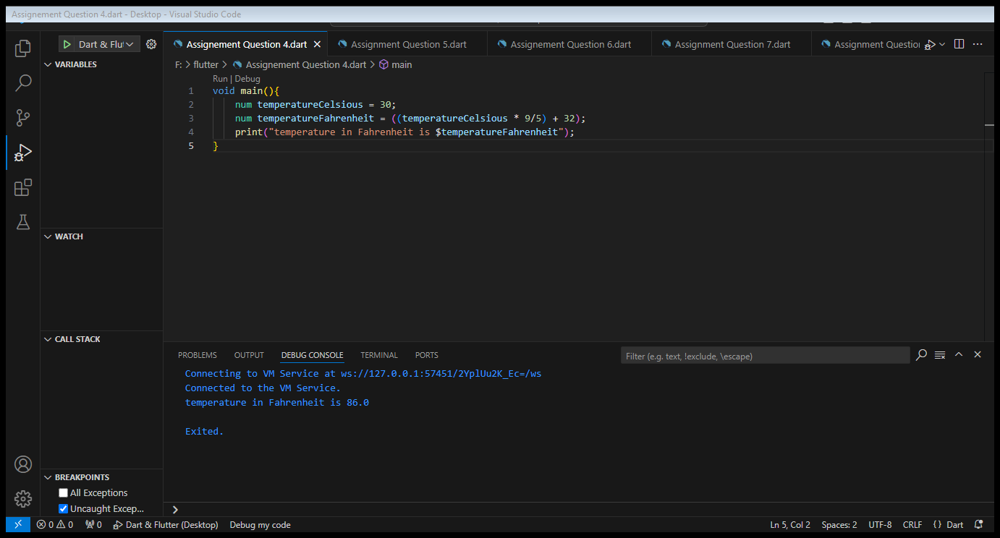 Assignement Question 4.dart - Desktop - Visual Studio Code
Dart & Flut
Assignement Question 4.dart
Assignment Question 5.dart
Assignement Question 6.dart
Assignment Question 7.dart
Assignment Question
VARIABLES
F: > flutter > Assignement Question 4.dart > main
Run | Debug
1 void main(){
2 num temperatureCelsious = 30;
3 num temperatureFahrenheit = ((temperatureCelsious * 9/5) + 32);
4 print("temperature in Fahrenheit is $temperatureFahrenheit");
5 }
WATCH
CALL STACK
PROBLEMS OUTPUT DEBUG CONSOLE TERMINAL PORTS
Filter (e.g. text, !exclude, \escape)
Connecting to VM Service at ws://127.0.0.1:57451/2YplUu2K_Ec=/ws
Connected to the VM Service.
temperature in Fahrenheit is 86.0
Exited.
BREAKPOINTS
All Exceptions
Uncaught Excep...
0 0 0 Dart & Flutter (Desktop) Debug my code
Ln 5, Col 2 Spaces: 2 UTF-8 CRLF {} Dart